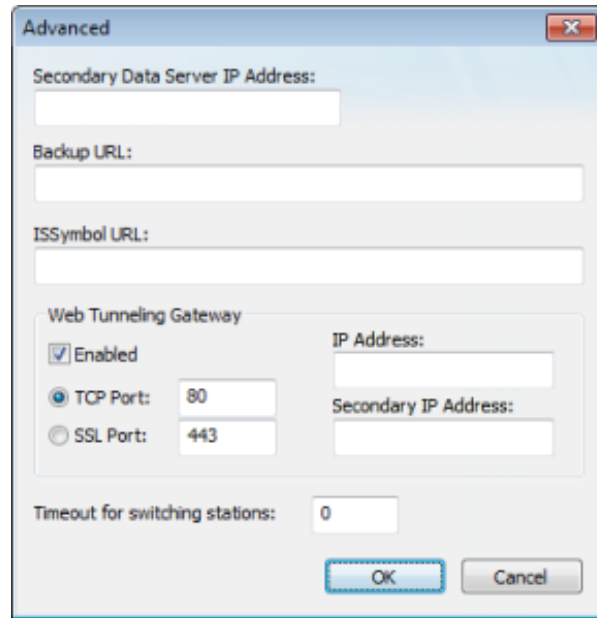 Advanced
Secondary Data Server IP Address:
Backup URL:
ISSymbol URL:
Web Tunneling Gateway
Enabled
IP Address:
TCP Port: 80
Secondary IP Address:
SSL Port: 443
Timeout for switching stations: 0
OK Cancel